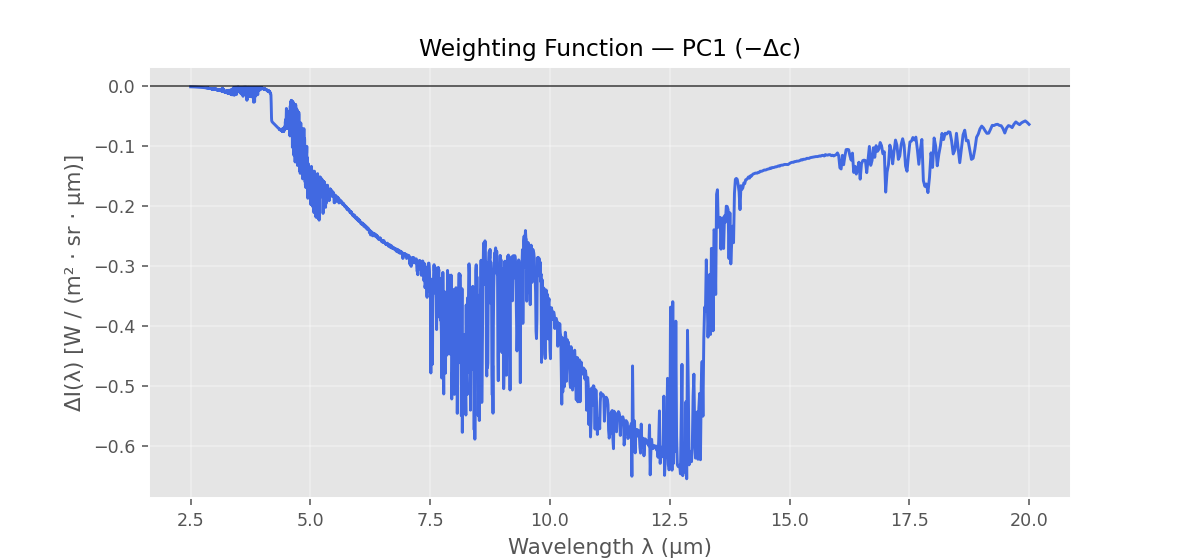 Weighting Function — PC1 (−Δc)
ΔI(λ) [W / (m² · sr · μm)]
0.0
−0.1
−0.2
−0.3
−0.4
−0.5
−0.6
2.5 5.0 7.5 10.0 12.5 15.0 17.5 20.0
Wavelength λ (μm)